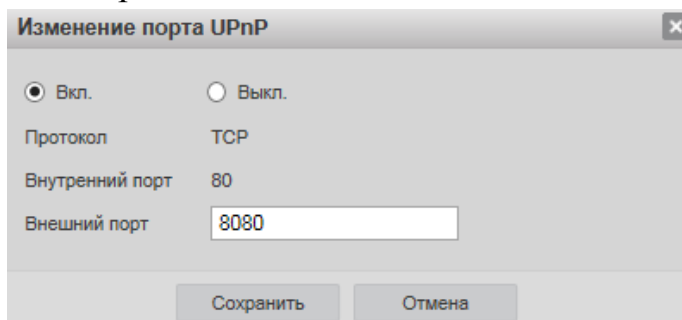 Изменение порта UPnP
Вкл. Выкл.
Протокол TCP
Внутренний порт 80
Внешний порт 8080
Сохранить Отмена